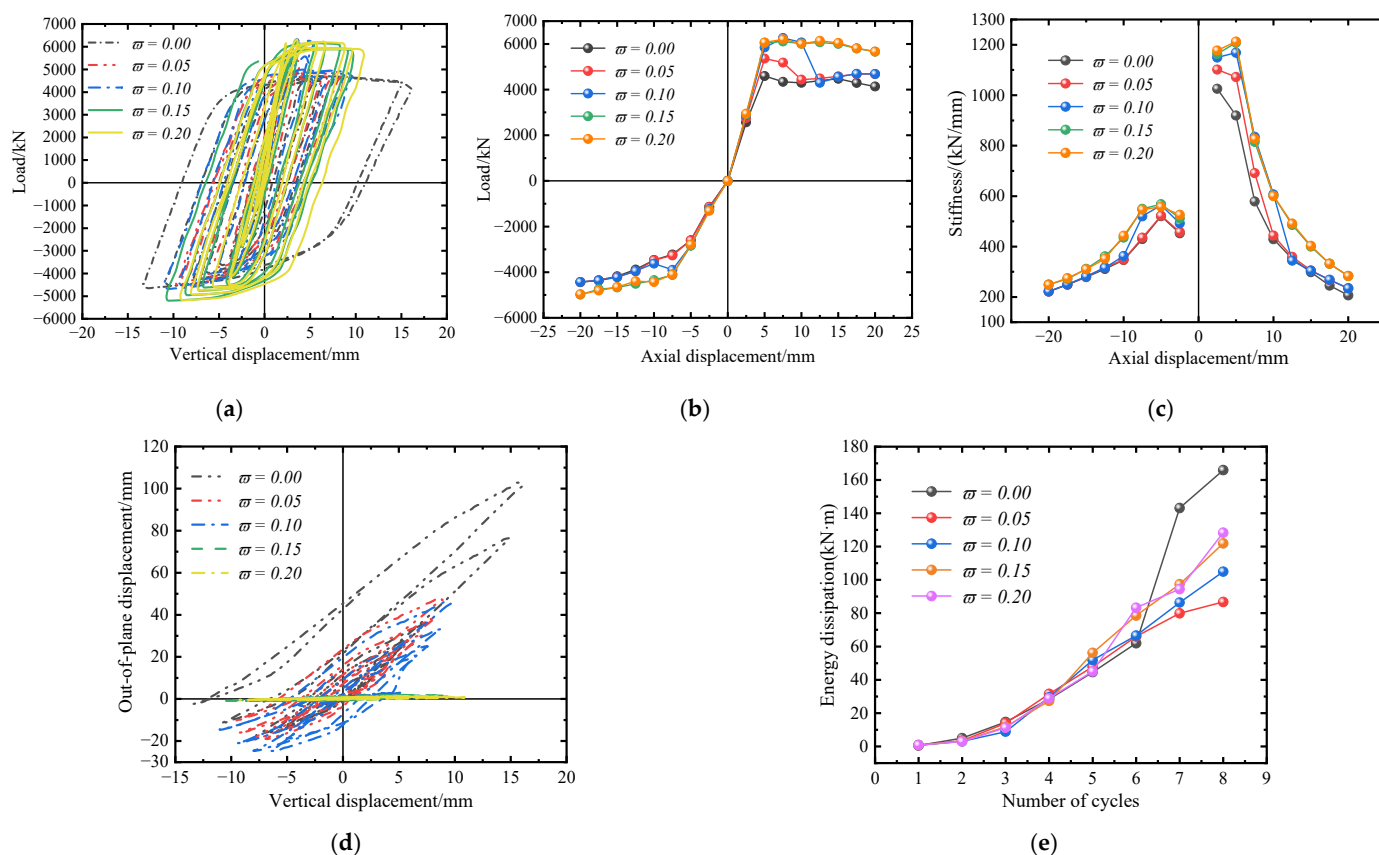 7000
6000
5000
4000
3000
2000
1000
0
−1000
−2000
−3000
−4000
−5000
−6000
Load/kN
ϖ = 0.00
ϖ = 0.05
ϖ = 0.10
ϖ = 0.15
ϖ = 0.20
−20 −15 −10 −5 0 5 10 15 20
Vertical displacement/mm
(a)
8000
6000
4000
2000
0
−2000
−4000
−6000
Load/kN
ϖ = 0.00
ϖ = 0.05
ϖ = 0.10
ϖ = 0.15
ϖ = 0.20
−25 −20 −15 −10 −5 0 5 10 15 20 25
Axial displacement/mm
(b)
1300
1200
1000
800
600
400
200
100
Stiffness/(kN/mm)
ϖ = 0.00
ϖ = 0.05
ϖ = 0.10
ϖ = 0.15
ϖ = 0.20
−20 −10 0 10 20
Axial displacement/mm
(c)
120
100
80
60
40
20
0
−20
−30
Out-of-plane displacement/mm
ϖ = 0.00
ϖ = 0.05
ϖ = 0.10
ϖ = 0.15
ϖ = 0.20
−15 −10 −5 0 5 10 15 20
Vertical displacement/mm
(d)
180
160
140
120
100
80
60
40
20
0
Energy dissipation(kN·m)
ϖ = 0.00
ϖ = 0.05
ϖ = 0.10
ϖ = 0.15
ϖ = 0.20
0 1 2 3 4 5 6 7 8 9
Number of cycles
(e)